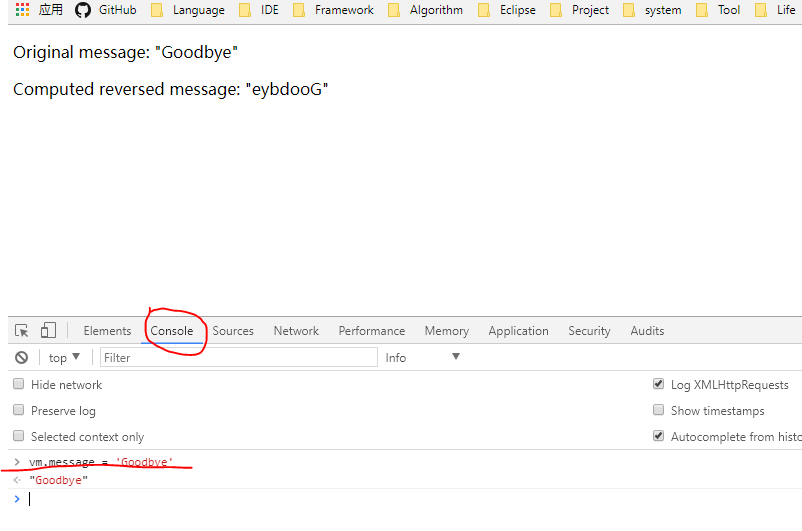 应用 GitHub Language IDE Framework Algorithm Eclipse Project system Tool Life
Original message: "Goodbye"
Computed reversed message: "eybdooG"
Elements Console Sources Network Performance Memory Application Security Audits
top ▼ Filter Info ▼
Hide network Log XMLHttpRequests
Preserve log Show timestamps
Selected context only Autocomplete from histo
> vm.message = 'Goodbye'
<· "Goodbye"
>